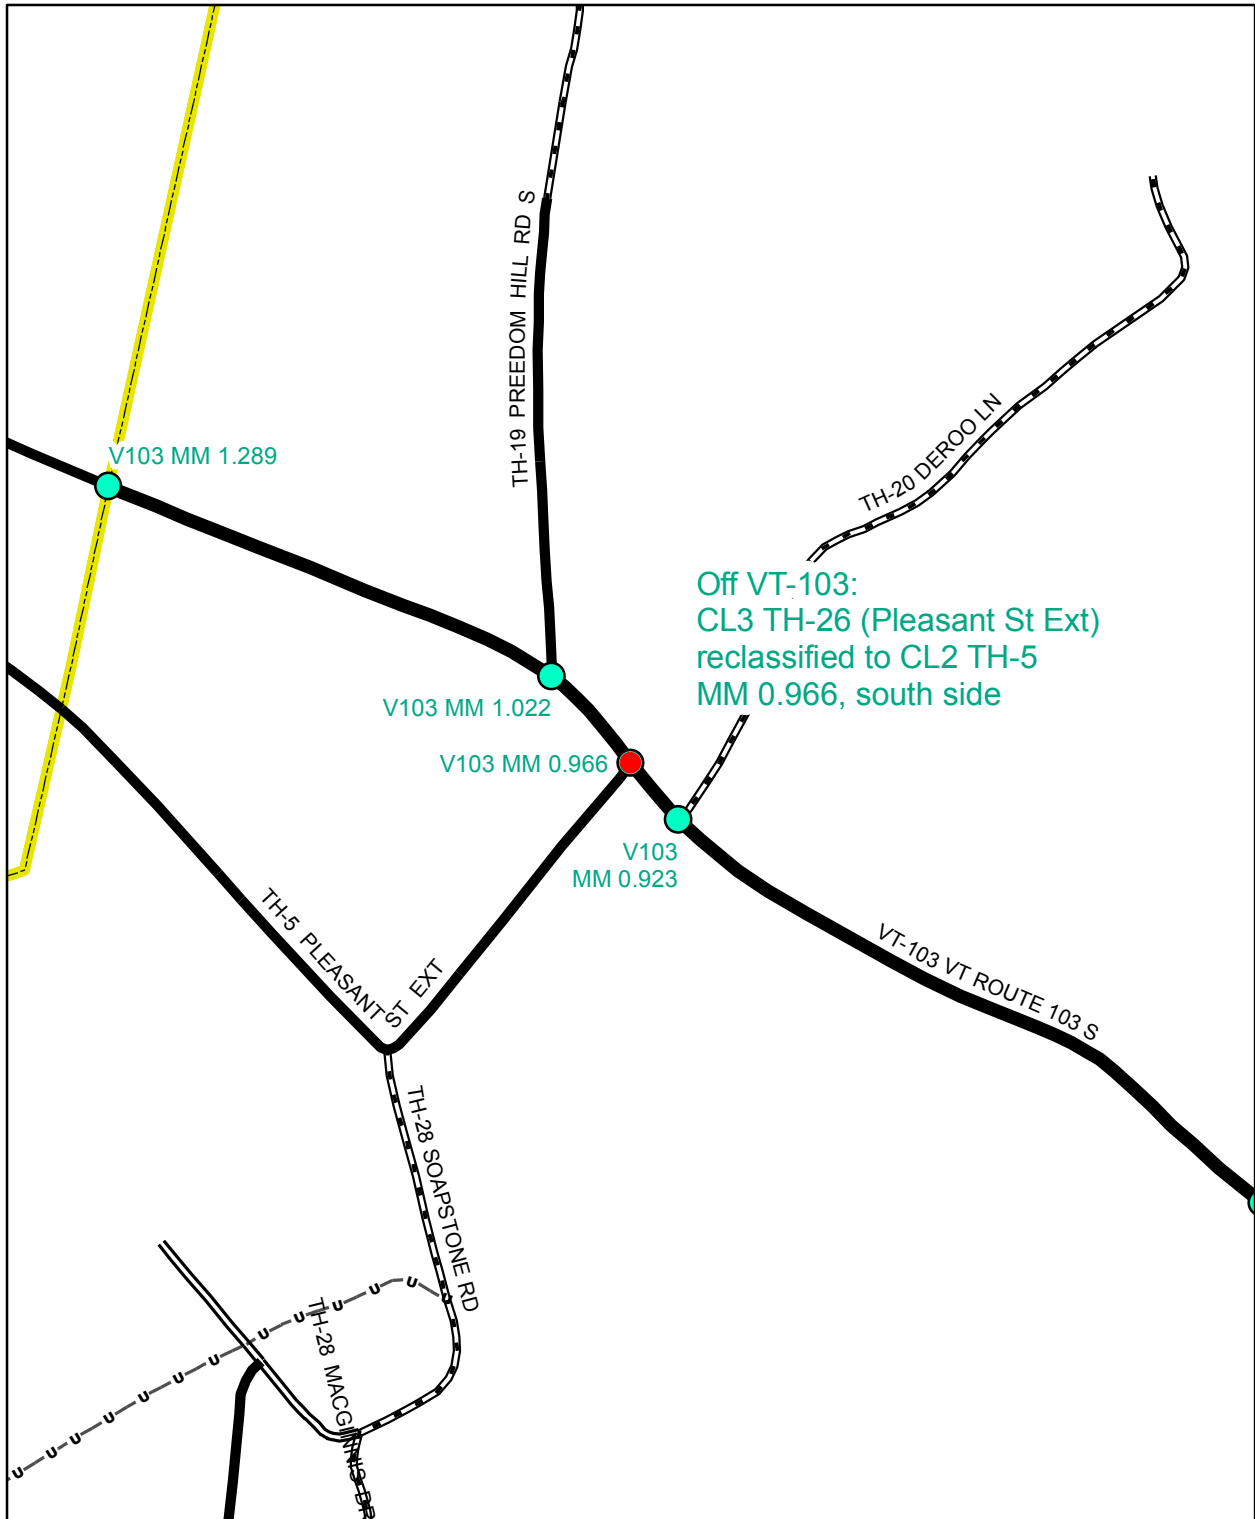 TH-19 PREEDOM HILL RD S
V103 MM 1.289
TH-20 DEROO LN
Off VT-103:
CL3 TH-26 (Pleasant St Ext)
reclassified to CL2 TH-5
MM 0.966, south side
V103 MM 1.022
V103 MM 0.966
V103
MM 0.923
TH-5 PLEASANT ST EXT
VT-103 VT ROUTE 103 S
TH-28 SOAPSTONE RD
TH-28 MACGINNIS DR